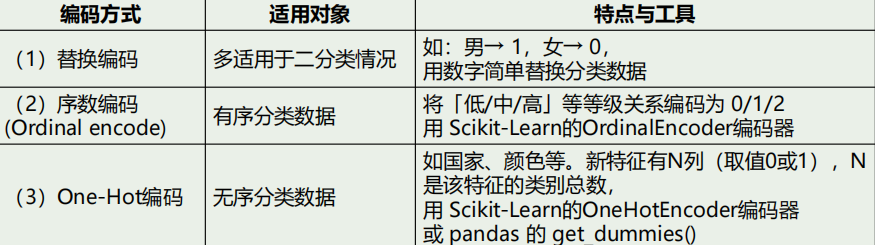 编码方式 适用对象 特点与工具
（1）替换编码 多适用于二分类情况 如：男→ 1，女→ 0，
用数字简单替换分类数据
（2）序数编码
(Ordinal encode)
有序分类数据
将「低/中/高」等等级关系编码为 0/1/2
用 Scikit-Learn的OrdinalEncoder编码器
（3）One-Hot编码 无序分类数据
如国家、颜色等。新特征有N列（取值0或1），N
是该特征的类别总数，
用 Scikit-Learn的OneHotEncoder编码器
或 pandas 的 get_dummies()